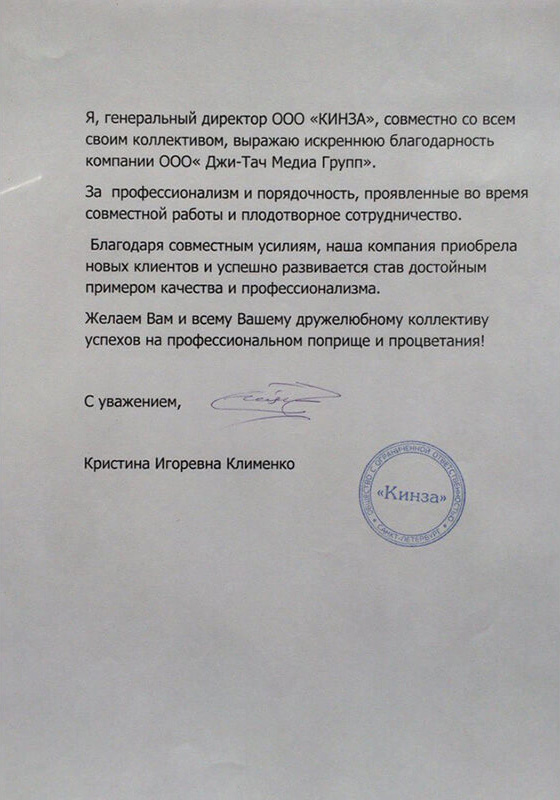 Я, генеральный директор ООО «КИНЗА», совместно со всем
своим коллективом, выражаю искреннюю благодарность
компании ООО« Джи-Тач Медиа Групп».
За  профессионализм и порядочность, проявленные во время
совместной работы и плодотворное сотрудничество.
Благодаря совместным усилиям, наша компания приобрела
новых клиентов и успешно развивается став достойным
примером качества и профессионализма.
Желаем Вам и всему Вашему дружелюбному коллективу
успехов на профессиональном поприще и процветания!
С уважением,
Кристина Игоревна Клименко
ОБЩЕСТВО С ОГРАНИЧЕННОЙ ОТВЕТСТВЕННОСТЬЮ
«Кинза»
* САНКТ-ПЕТЕРБУРГ *